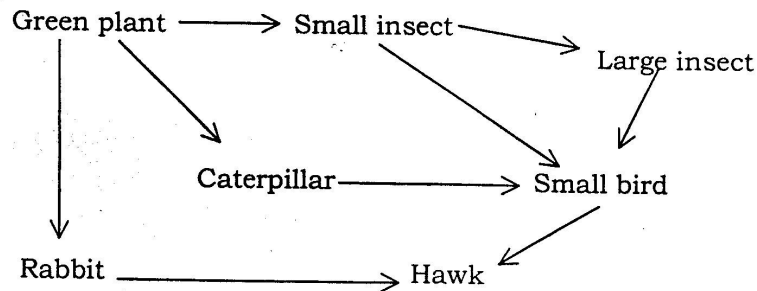 Green plant
Small insect
Large insect
Caterpillar
Small bird
Rabbit
Hawk